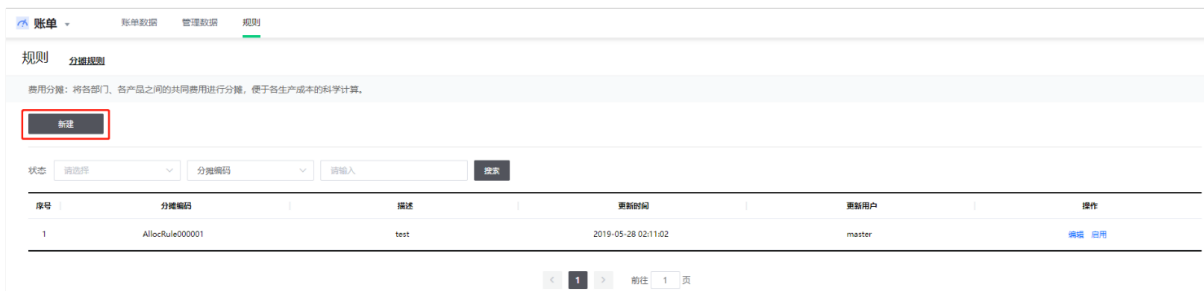 账单 账单数据 管理数据 规则
规则 分摊规则
费用分摊：将各部门、各产品之间的共同费用进行分摊，便于各生产成本的科学计算。
新建
状态 请选择 分摊编码 请输入 搜索
序号 分摊编码 描述 更新时间 更新用户 操作
1 AllocRule000001 test 2019-05-28 02:11:02 master 编辑 启用
< 1 > 前往 1 页